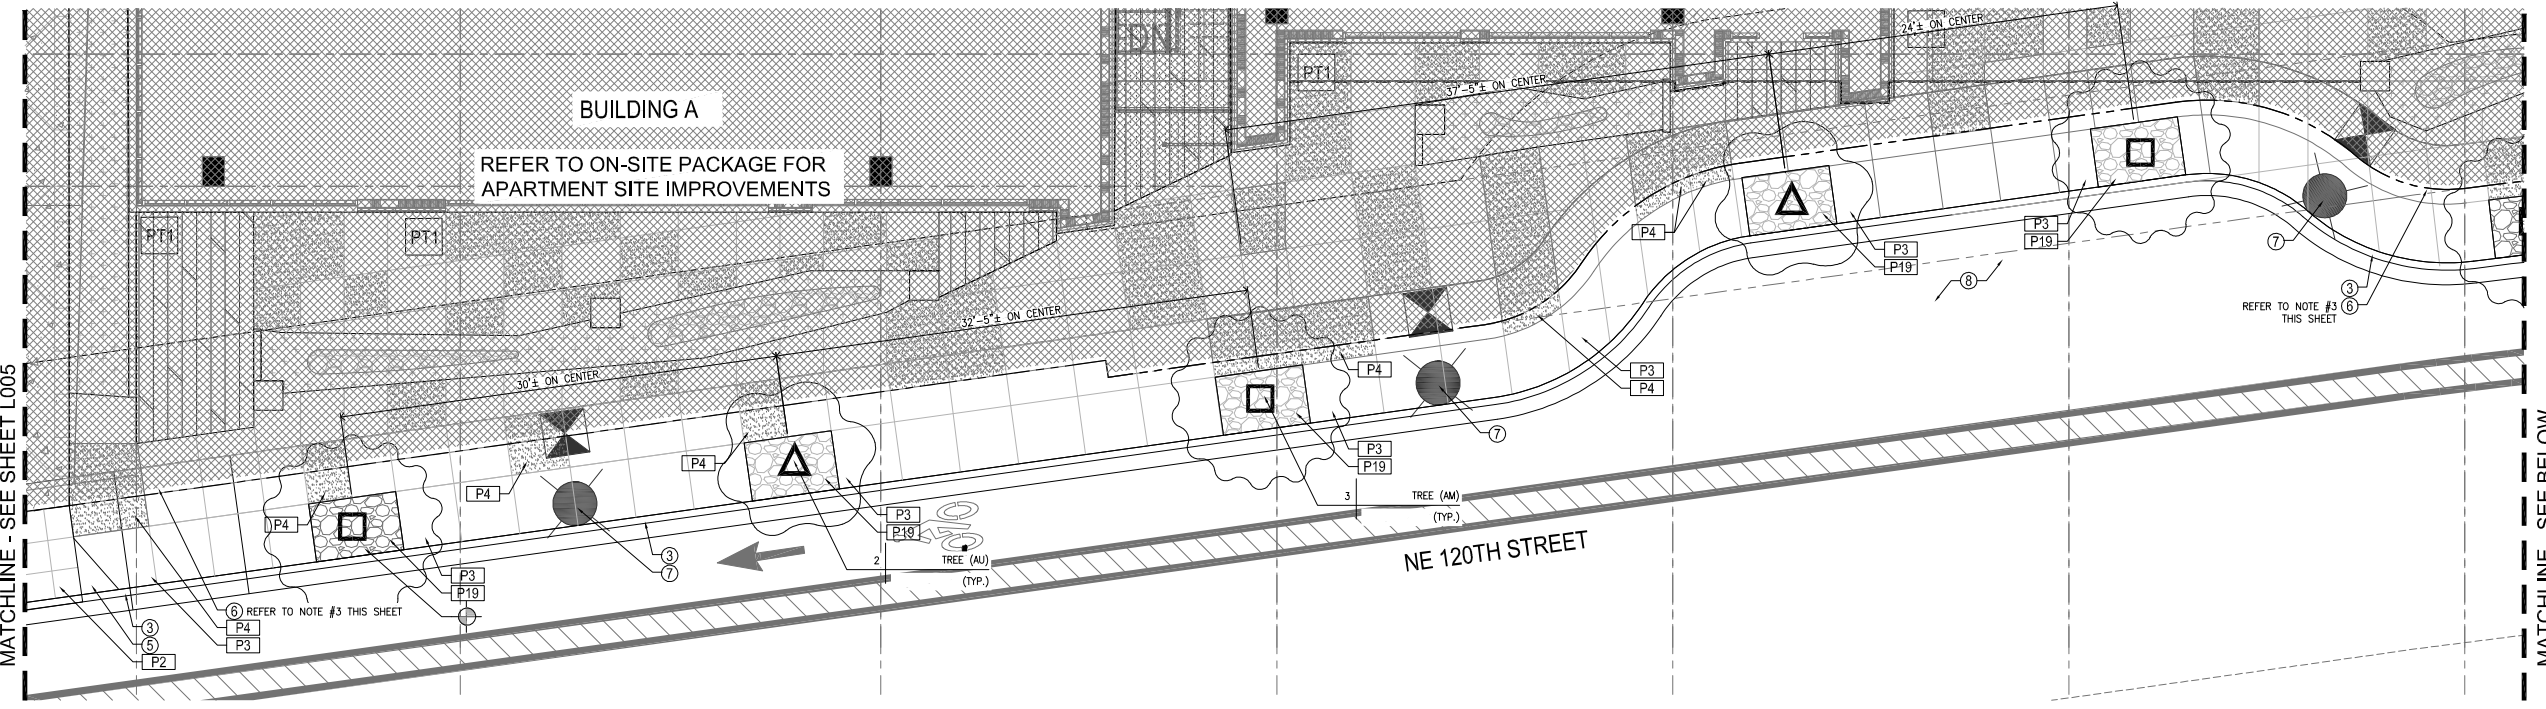 MATCHLINE - SEE SHEET L005
BUILDING A
REFER TO ON-SITE PACKAGE FOR
APARTMENT SITE IMPROVEMENTS
DN
PT1
PT1
PT1
24'± ON CENTER
37'-5"± ON CENTER
32'-5"± ON CENTER
30'± ON CENTER
P4
P3
P19
P3
P19
8
7
3
REFER TO NOTE #3 6
THIS SHEET
P4
P3
P4
7
P3
P19
P4
P4
P4
3
7
P3
P19
3 TREE (AM)
(TYP.)
2 TREE (AU)
(TYP.)
NE 120TH STREET
P3
P19
6 REFER TO NOTE #3 THIS SHEET
P4
P3
3
5
P2
MATCHLINE - SEE BELOW